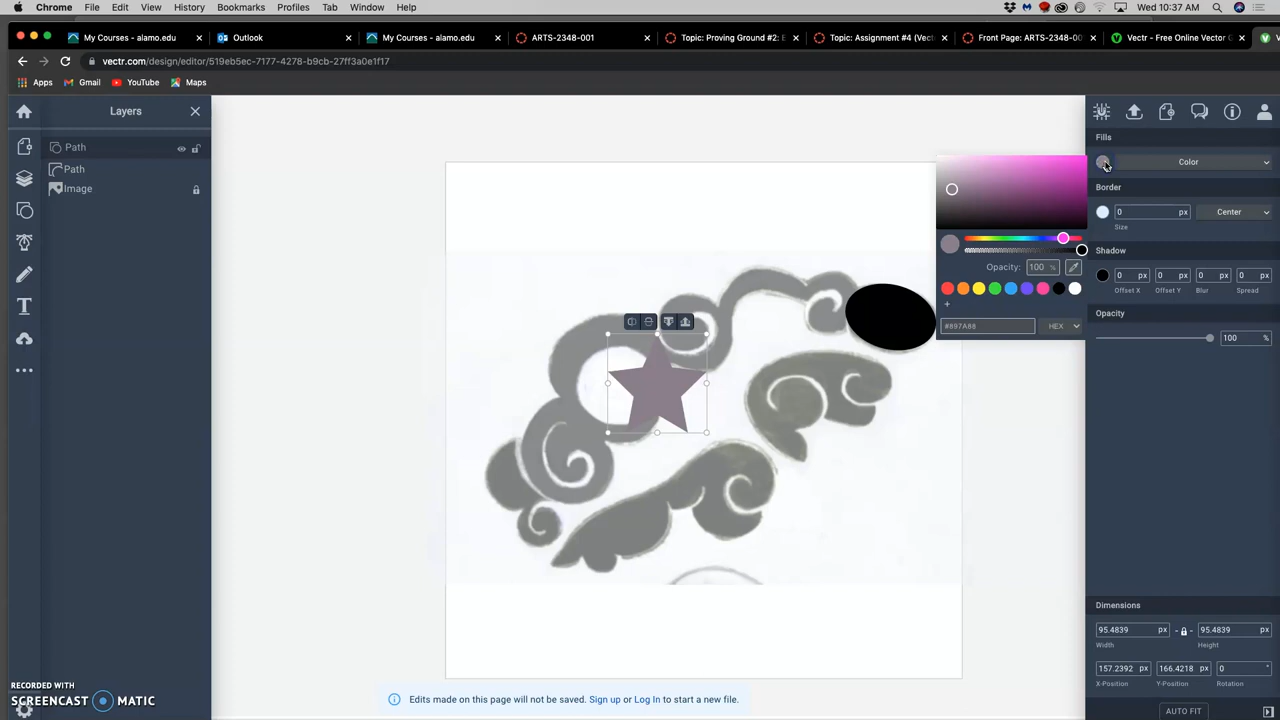 Chrome File Edit View History Bookmarks Profiles Tab Window Help Wed 10:37 AM
My Courses - alamo.edu × Outlook × My Courses - alamo.edu × ARTS-2348-001 × Topic: Proving Ground #2: E × Topic: Assignment #4 (Vect × Front Page: ARTS-2348-00 × Vectr - Free Online Vector G ×
vectr.com/design/editor/519eb5ec-7177-4278-b9cb-27ff3a0e1f17
Apps Gmail YouTube Maps
Layers
Path
Path
Image
Fills
Color
Border
0 px Center
Size
Shadow
0 px 0 px 0 px 0 px
Offset X Offset Y Blur Spread
Opacity
100 %
Opacity: 100 %
+
#897A88 HEX
Dimensions
95.4839 px - 95.4839 px
Width Height
157.2392 px 166.4218 px 0 °
X-Position Y-Position Rotation
AUTO FIT
Edits made on this page will not be saved. Sign up or Log In to start a new file.
RECORDED WITH
SCREENCAST MATIC